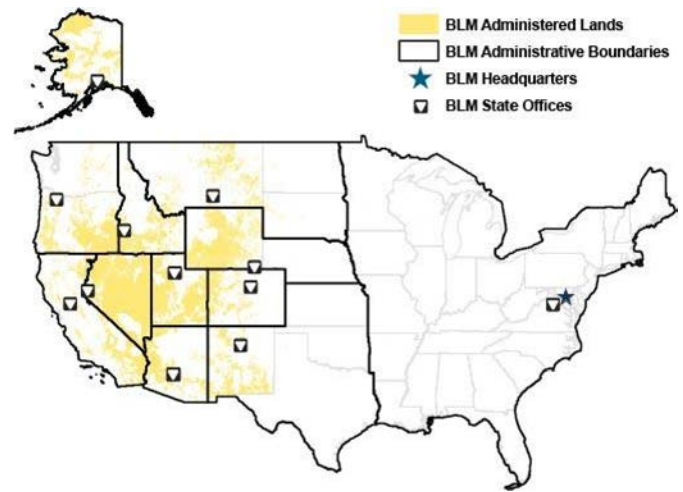 BLM Administered Lands
BLM Administrative Boundaries
BLM Headquarters
BLM State Offices